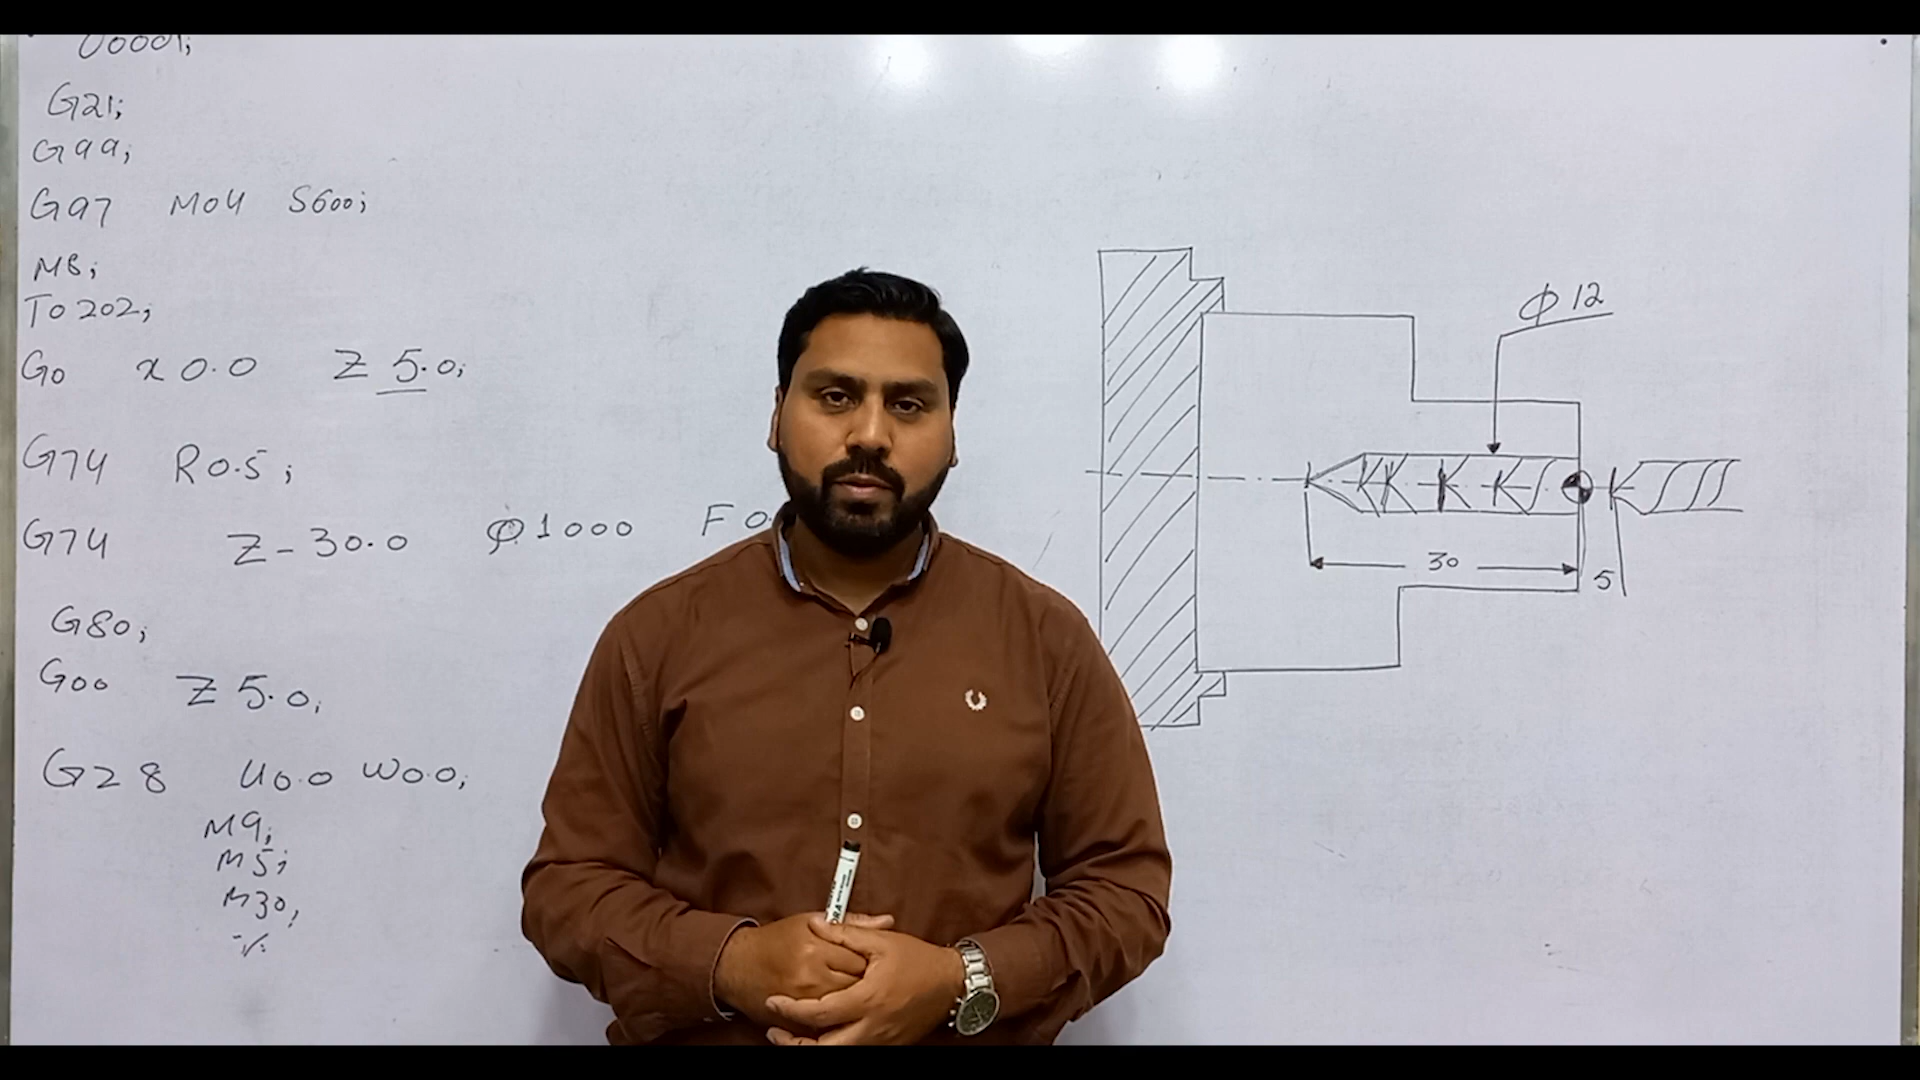 O0001;
G21;
G99;
G97 M04 S600;
M8;
T0202;
G0 X0.0 Z 5.0;
G74 R0.5;
G74 Z-30.0 Q1000 F0.
G80;
G00 Z5.0;
G28 U0.0 W0.0;
M9;
M5;
M30;
%
Φ12
30
5